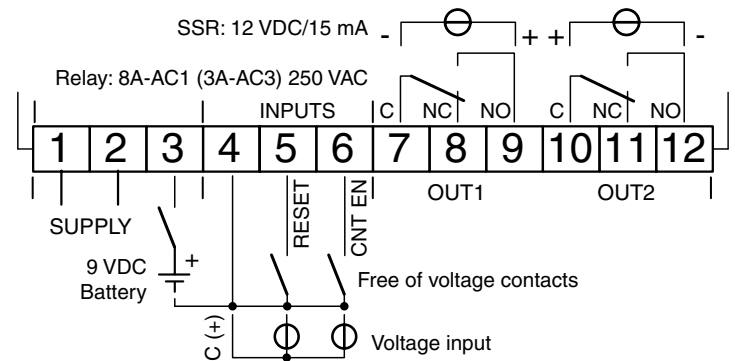 SSR: 12 VDC/15 mA - + + -
Relay: 8A-AC1 (3A-AC3) 250 VAC
INPUTS C NC NO C NC NO
1 2 3 4 5 6 7 8 9 10 11 12
SUPPLY
RESET
CNT EN
OUT1
OUT2
9 VDC
Battery
+
Free of voltage contacts
C (+)
Voltage input